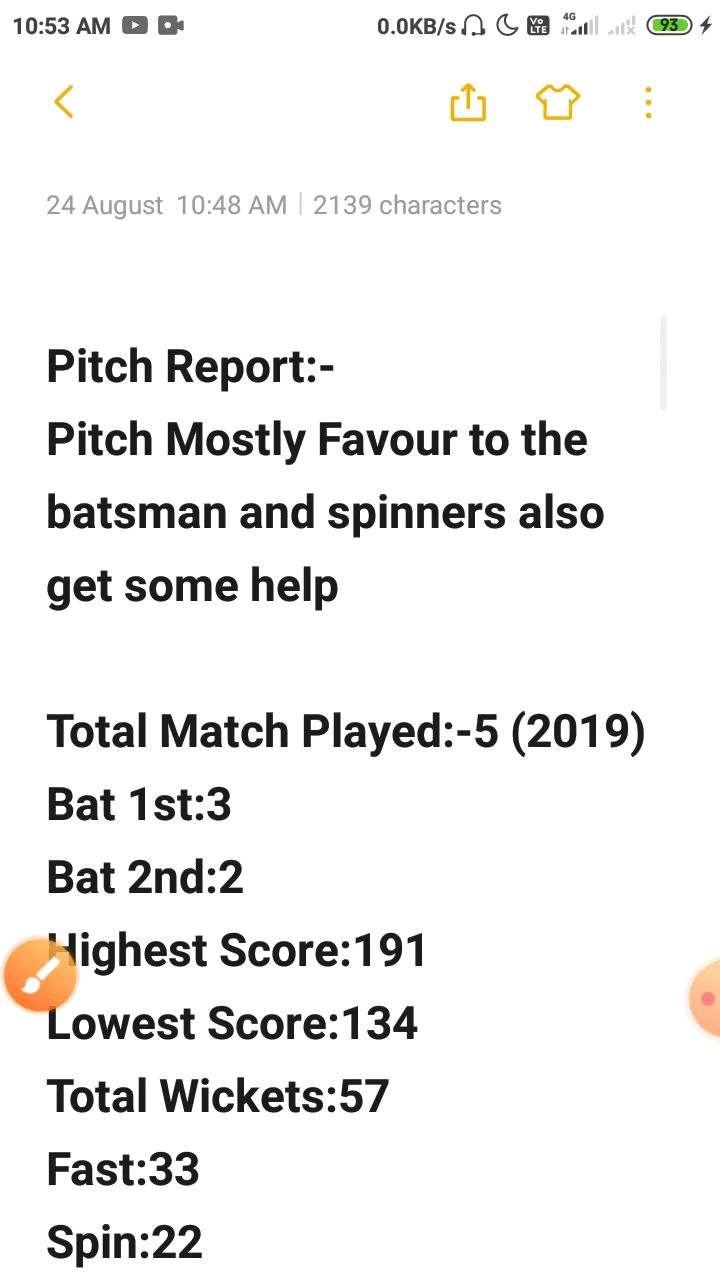 10:53 AM 0.0KB/s Vo LTE 4G 93
24 August 10:48 AM | 2139 characters
Pitch Report:-
Pitch Mostly Favour to the
batsman and spinners also
get some help
Total Match Played:-5 (2019)
Bat 1st:3
Bat 2nd:2
Highest Score:191
Lowest Score:134
Total Wickets:57
Fast:33
Spin:22